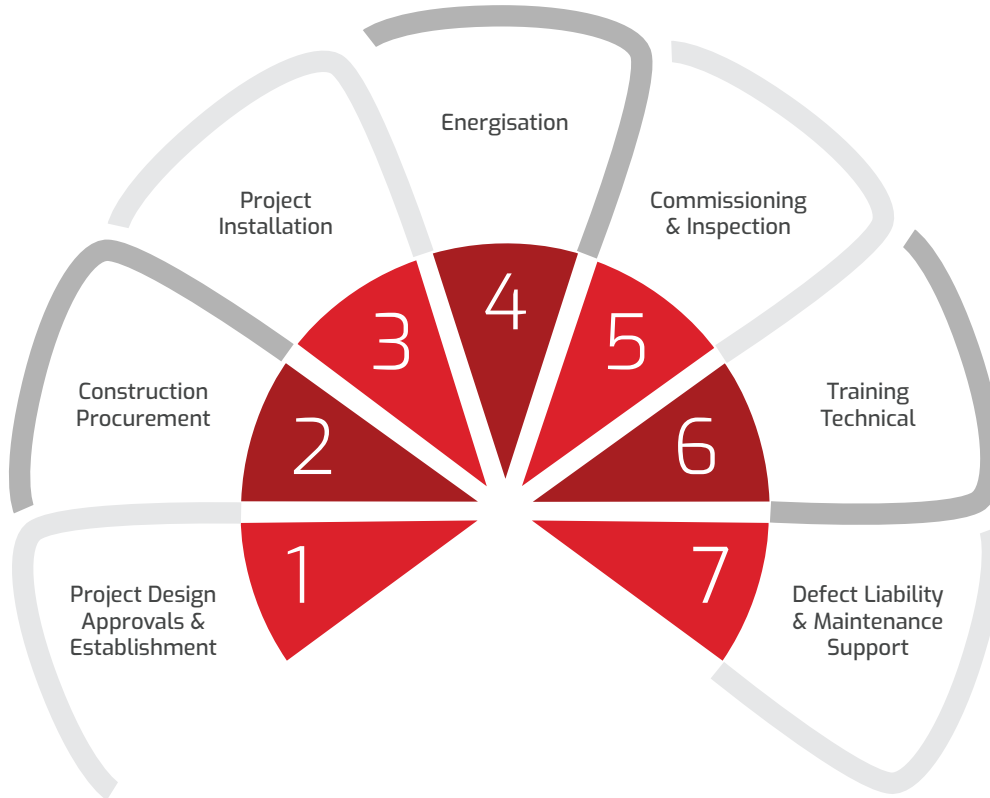 1
Project Design
Approvals &
Establishment
2
Construction
Procurement
3
Project
Installation
4
Energisation
5
Commissioning
& Inspection
6
Training
Technical
7
Defect Liability
& Maintenance
Support